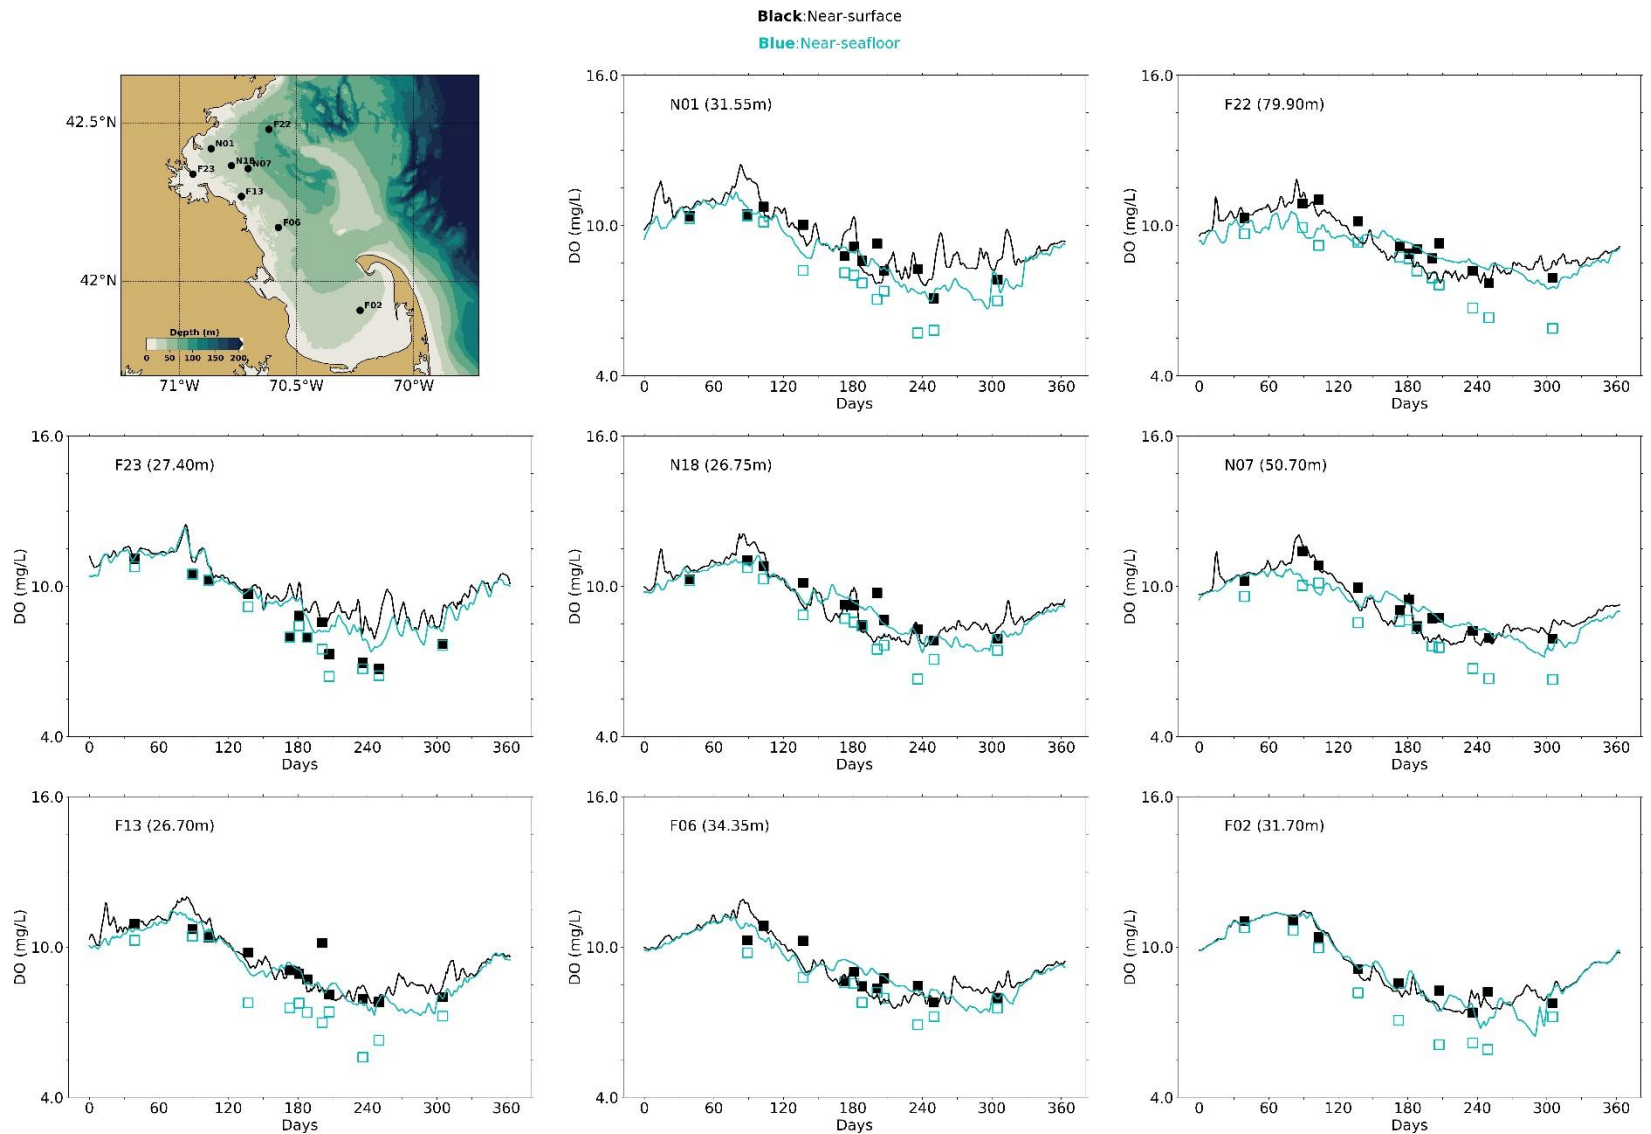 Black:Near-surface
Blue:Near-seafloor
42.5°N
42°N
71°W
70.5°W
70°W
F22
N01
N18
N07
F23
F13
F06
F02
Depth (m)
0 50 100 150 200
N01 (31.55m)
16.0
10.0
4.0
DO (mg/L)
0 60 120 180 240 300 360
Days
F22 (79.90m)
16.0
10.0
4.0
DO (mg/L)
0 60 120 180 240 300 360
Days
F23 (27.40m)
16.0
10.0
4.0
DO (mg/L)
0 60 120 180 240 300 360
Days
N18 (26.75m)
16.0
10.0
4.0
DO (mg/L)
0 60 120 180 240 300 360
Days
N07 (50.70m)
16.0
10.0
4.0
DO (mg/L)
0 60 120 180 240 300 360
Days
F13 (26.70m)
16.0
10.0
4.0
DO (mg/L)
0 60 120 180 240 300 360
Days
F06 (34.35m)
16.0
10.0
4.0
DO (mg/L)
0 60 120 180 240 300 360
Days
F02 (31.70m)
16.0
10.0
4.0
DO (mg/L)
0 60 120 180 240 300 360
Days